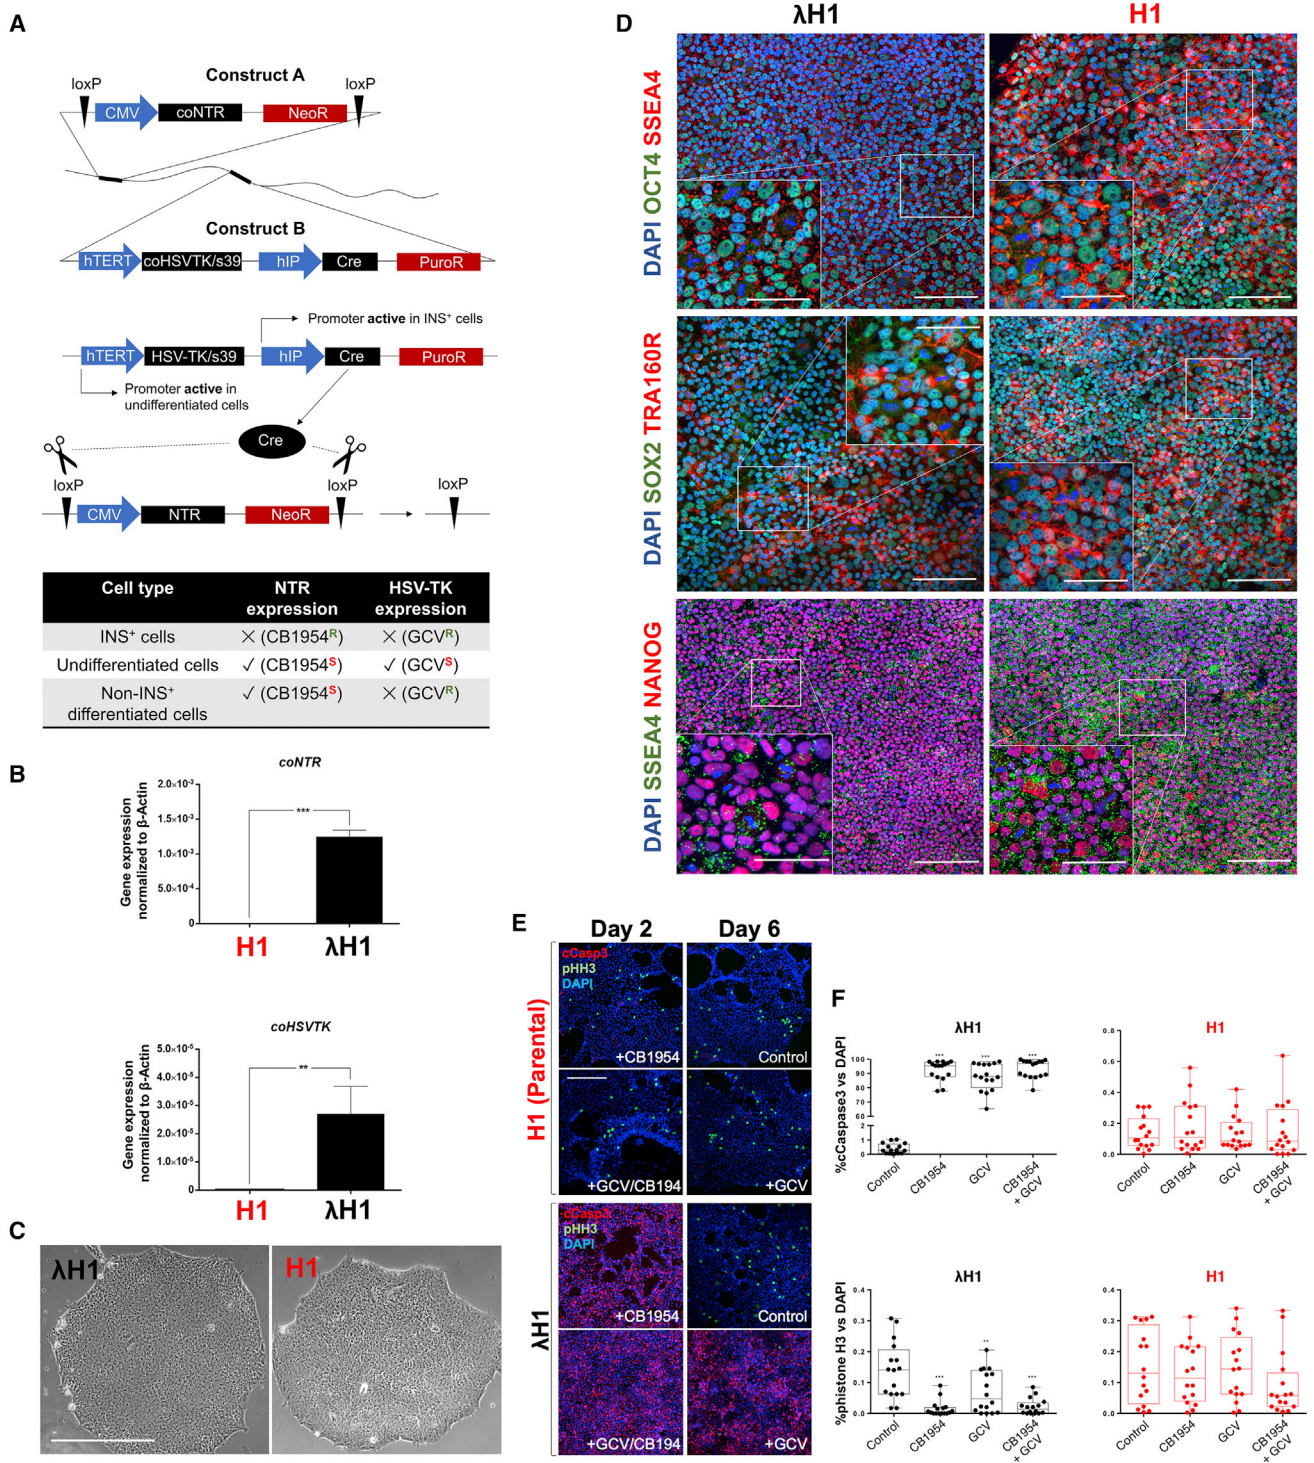 A
Construct A
loxP
loxP
CMV
coNTR
NeoR
Construct B
hTERT
coHSVTK/s39
hIP
Cre
PuroR
Promoter active in INS⁺ cells
hTERT
HSV-TK/s39
hIP
Cre
PuroR
Promoter active in
undifferentiated cells
Cre
loxP
loxP
loxP
CMV
NTR
NeoR
Cell type
NTR expression
HSV-TK expression
INS⁺ cells
× (CB1954ᴿ)
× (GCVᴿ)
Undifferentiated cells
✓ (CB1954ˢ)
✓ (GCVˢ)
Non-INS⁺ differentiated cells
✓ (CB1954ˢ)
× (GCVᴿ)
B
coNTR
Gene expression
normalized to β-Actin
2.0×10⁻³
1.5×10⁻³
1.0×10⁻³
5.0×10⁻⁴
0
***
H1
λH1
coHSVTK
Gene expression
normalized to β-Actin
5.0×10⁻⁵
4.0×10⁻⁵
3.0×10⁻⁵
2.0×10⁻⁵
1.0×10⁻⁵
0
**
H1
λH1
C
λH1
H1
D
λH1
H1
DAPI OCT4 SSEA4
DAPI SOX2 TRA160R
DAPI SSEA4 NANOG
E
Day 2
Day 6
H1 (Parental)
cCasp3
pHH3
DAPI
+CB1954
Control
+GCV/CB194
+GCV
λH1
cCasp3
pHH3
DAPI
+CB1954
Control
+GCV/CB194
+GCV
F
λH1
%cCaspase3 vs DAPI
100
90
80
70
60
2
1
0
***
***
***
Control
CB1954
GCV
CB1954
+ GCV
H1
0.8
0.6
0.4
0.2
0.0
Control
CB1954
GCV
CB1954
+ GCV
λH1
%phistone H3 vs DAPI
0.4
0.3
0.2
0.1
0.0
***
**
***
Control
CB1954
GCV
CB1954
+ GCV
H1
0.4
0.3
0.2
0.1
0.0
Control
CB1954
GCV
CB1954
+ GCV